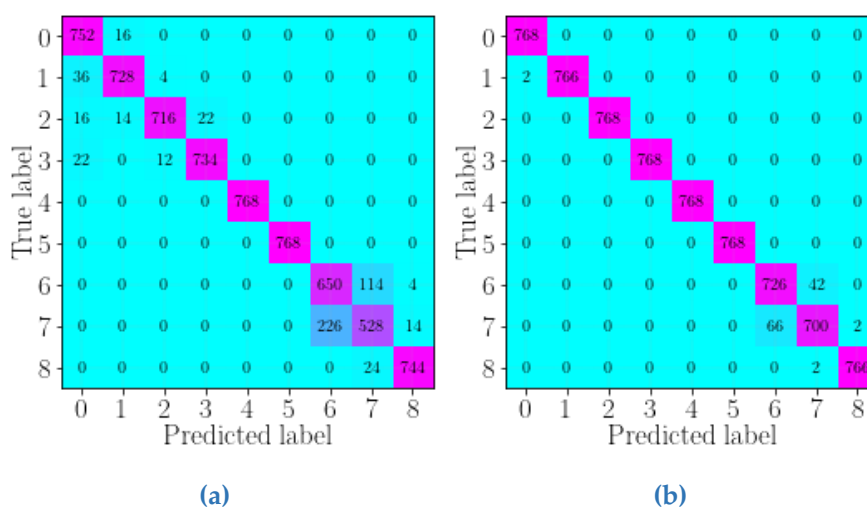 0 752 16 0 0 0 0 0 0 0
1 36 728 4 0 0 0 0 0 0
2 16 14 716 22 0 0 0 0 0
3 22 0 12 734 0 0 0 0 0
4 0 0 0 0 768 0 0 0 0
5 0 0 0 0 0 768 0 0 0
6 0 0 0 0 0 0 650 114 4
7 0 0 0 0 0 0 226 528 14
8 0 0 0 0 0 0 0 24 744
True label
0 1 2 3 4 5 6 7 8
Predicted label
(a)
0 768 0 0 0 0 0 0 0 0
1 2 766 0 0 0 0 0 0 0
2 0 0 768 0 0 0 0 0 0
3 0 0 0 768 0 0 0 0 0
4 0 0 0 0 768 0 0 0 0
5 0 0 0 0 0 768 0 0 0
6 0 0 0 0 0 0 726 42 0
7 0 0 0 0 0 0 66 700 2
8 0 0 0 0 0 0 0 2 766
True label
0 1 2 3 4 5 6 7 8
Predicted label
(b)